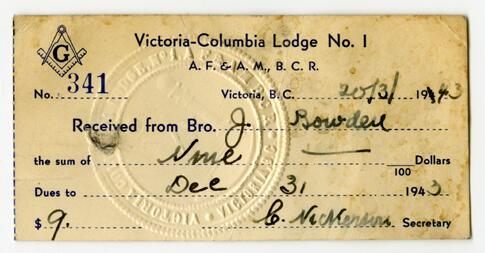 G
Victoria-Columbia Lodge No. 1
A. F. & A. M., B. C. R.
No. 341 Victoria, B. C. 20/3/ 1943
Received from Bro. J. Bowden
the sum of Nine 100 Dollars
Dues to Dec 31 1943
$ 9. C. Nickerson Secretary